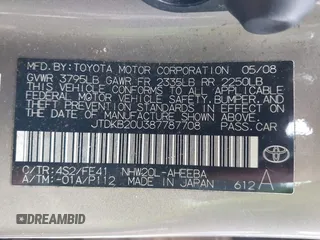 MFD.BY:TOYOTA MOTOR CORPORATION 05/08
GVWR 3795LB GAWR FR 2335LB RR 2250LB
THIS VEHICLE CONFORMS TO ALL APPLICABLE
FEDERAL MOTOR VEHICLE SAFETY, BUMPER, AND
THEFT PREVENTION STANDARDS IN EFFECT ON
THE DATE OF MANUFACTURE SHOWN ABOVE.
JTDKB20U387787708 PASS.CAR
C/TR:4S2/FE41 NHW20L-AHEEBA
A/TM:-01A/P112 MADE IN JAPAN 612 A
DREAMBID